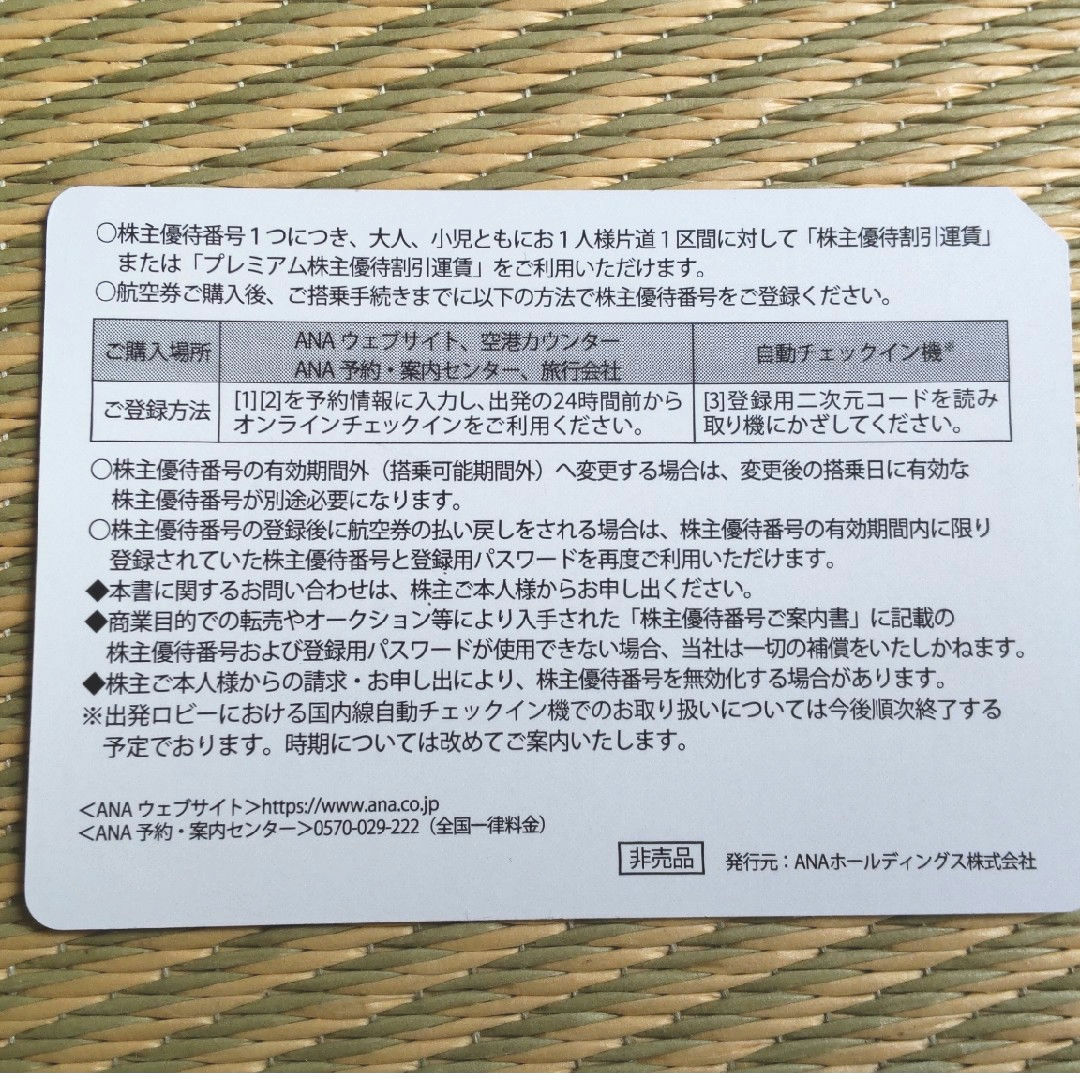 ○株主優待番号1つにつき、大人、小児ともにお1人様片道1区間に対して「株主優待割引運賃」
または「プレミアム株主優待割引運賃」をご利用いただけます。
○航空券ご購入後、ご搭乗手続きまでに以下の方法で株主優待番号をご登録ください。
ご購入場所
ANA ウェブサイト、空港カウンター
ANA 予約・案内センター、旅行会社
自動チェックイン機※
ご登録方法
[1][2]を予約情報に入力し、出発の24時間前から
オンラインチェックインをご利用ください。
[3]登録用二次元コードを読み
取り機にかざしてください。
○株主優待番号の有効期間外（搭乗可能期間外）へ変更する場合は、変更後の搭乗日に有効な
株主優待番号が別途必要になります。
○株主優待番号の登録後に航空券の払い戻しをされる場合は、株主優待番号の有効期間内に限り
登録されていた株主優待番号と登録用パスワードを再度ご利用いただけます。
◆本書に関するお問い合わせは、株主ご本人様からお申し出ください。
◆商業目的での転売やオークション等により入手された「株主優待番号ご案内書」に記載の
株主優待番号および登録用パスワードが使用できない場合、当社は一切の補償をいたしかねます。
◆株主ご本人様からの請求・お申し出により、株主優待番号を無効化する場合があります。
※出発ロビーにおける国内線自動チェックイン機でのお取り扱いについては今後順次終了する
予定でおります。時期については改めてご案内いたします。
＜ANA ウェブサイト＞https://www.ana.co.jp
＜ANA 予約・案内センター＞0570-029-222（全国一律料金）
非売品 発行元：ANAホールディングス株式会社